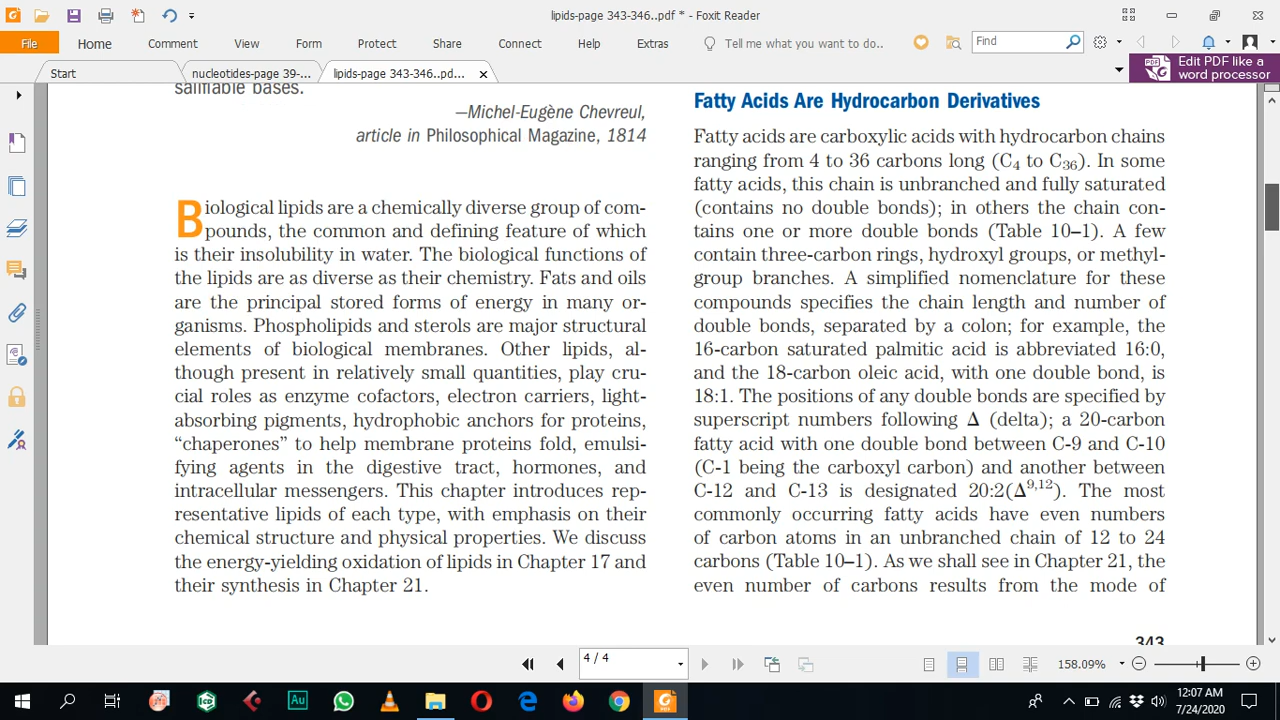 lipids-page 343-346..pdf * - Foxit Reader
File Home Comment View Form Protect Share Connect Help Extras Tell me what you want to do.. Find
Start nucleotides-page 39-... lipids-page 343-346..pd...
Edit PDF like a
word processor
salifiable bases.
—Michel-Eugène Chevreul,
article in Philosophical Magazine, 1814
Biological lipids are a chemically diverse group of com-
pounds, the common and defining feature of which
is their insolubility in water. The biological functions of
the lipids are as diverse as their chemistry. Fats and oils
are the principal stored forms of energy in many or-
ganisms. Phospholipids and sterols are major structural
elements of biological membranes. Other lipids, al-
though present in relatively small quantities, play cru-
cial roles as enzyme cofactors, electron carriers, light-
absorbing pigments, hydrophobic anchors for proteins,
“chaperones” to help membrane proteins fold, emulsi-
fying agents in the digestive tract, hormones, and
intracellular messengers. This chapter introduces rep-
resentative lipids of each type, with emphasis on their
chemical structure and physical properties. We discuss
the energy-yielding oxidation of lipids in Chapter 17 and
their synthesis in Chapter 21.
Fatty Acids Are Hydrocarbon Derivatives
Fatty acids are carboxylic acids with hydrocarbon chains
ranging from 4 to 36 carbons long (C4 to C36). In some
fatty acids, this chain is unbranched and fully saturated
(contains no double bonds); in others the chain con-
tains one or more double bonds (Table 10–1). A few
contain three-carbon rings, hydroxyl groups, or methyl-
group branches. A simplified nomenclature for these
compounds specifies the chain length and number of
double bonds, separated by a colon; for example, the
16-carbon saturated palmitic acid is abbreviated 16:0,
and the 18-carbon oleic acid, with one double bond, is
18:1. The positions of any double bonds are specified by
superscript numbers following Δ (delta); a 20-carbon
fatty acid with one double bond between C-9 and C-10
(C-1 being the carboxyl carbon) and another between
C-12 and C-13 is designated 20:2(Δ9,12). The most
commonly occurring fatty acids have even numbers
of carbon atoms in an unbranched chain of 12 to 24
carbons (Table 10–1). As we shall see in Chapter 21, the
even number of carbons results from the mode of
343
4 / 4
158.09%
Au
12:07 AM
7/24/2020